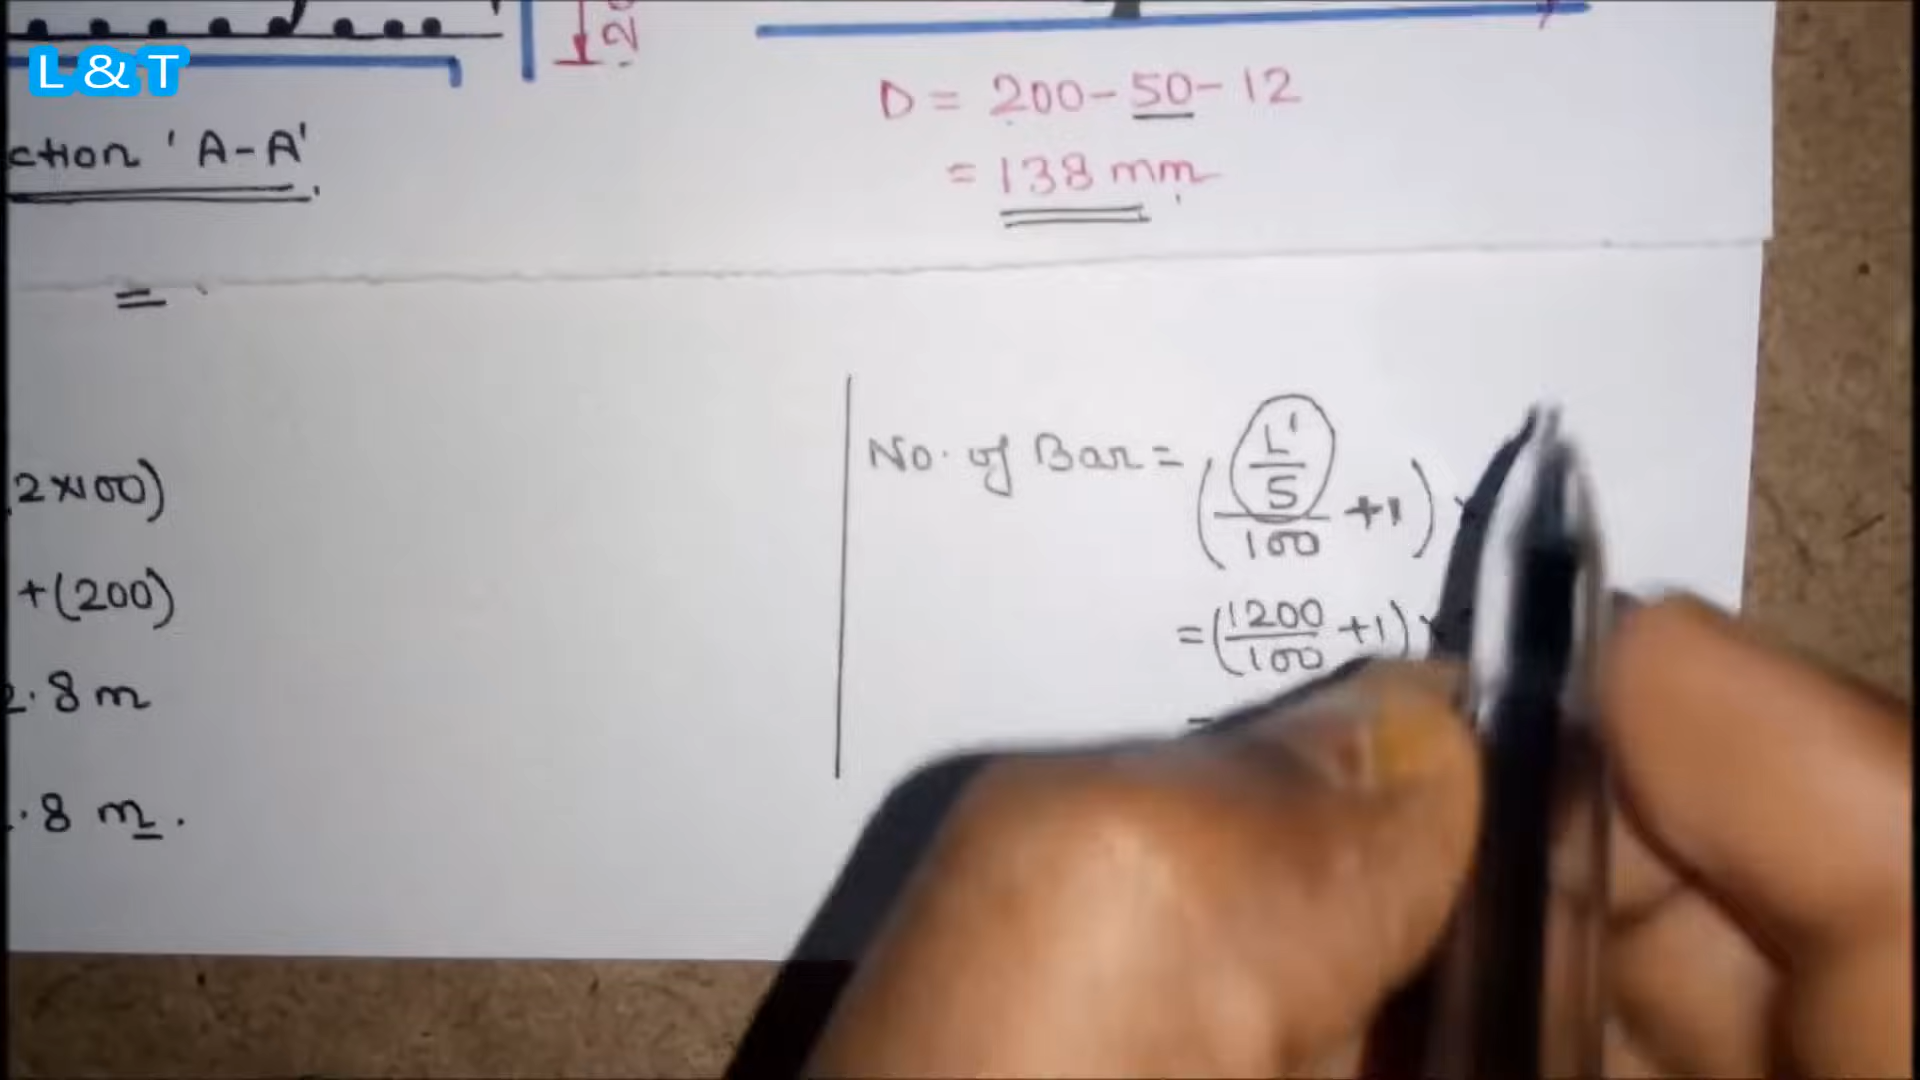 L & T
D = 200 - 50 - 12
= 138 mm
ction 'A-A'
=
No. of Bar = ((L'/5)/100 + 1) ×
2×100)
+(200)
= (1200/100 + 1) ×
.8 m
.8 m.